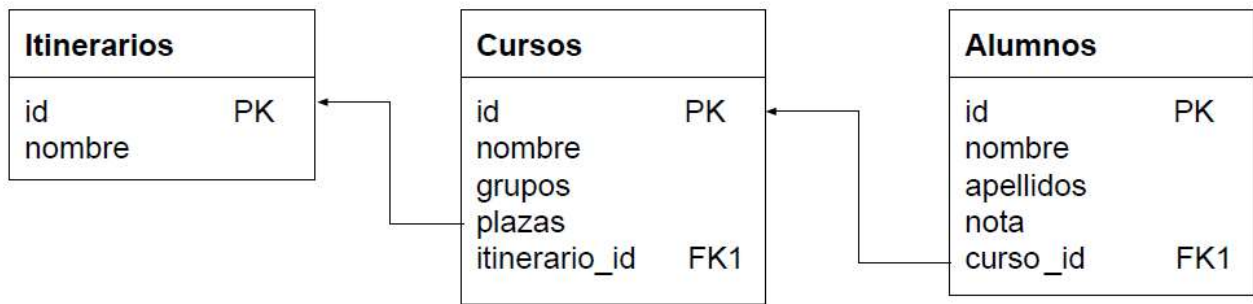 Itinerarios
id PK
nombre
Cursos
id PK
nombre
grupos
plazas
itinerario_id FK1
Alumnos
id PK
nombre
apellidos
nota
curso_id FK1